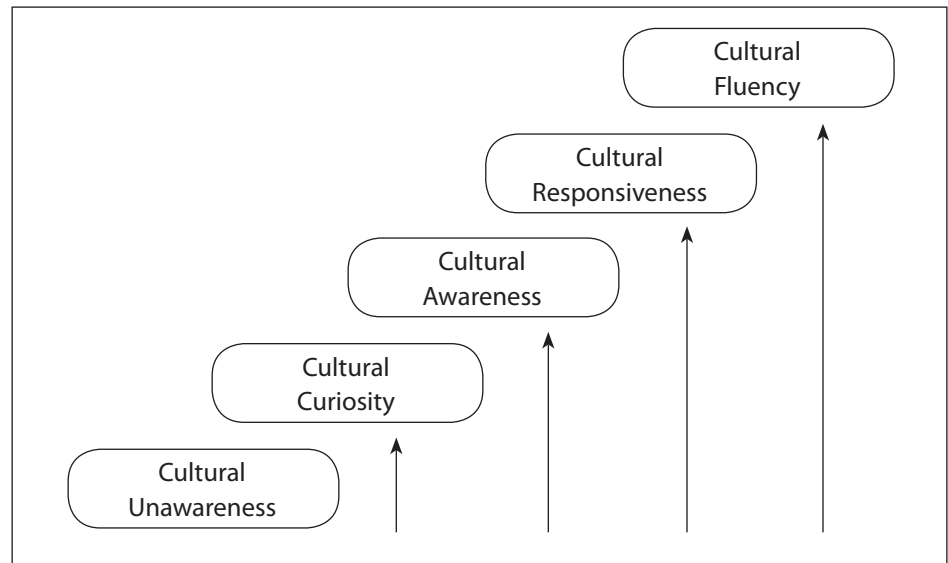 Cultural
Fluency
Cultural
Responsiveness
Cultural
Awareness
Cultural
Curiosity
Cultural
Unawareness